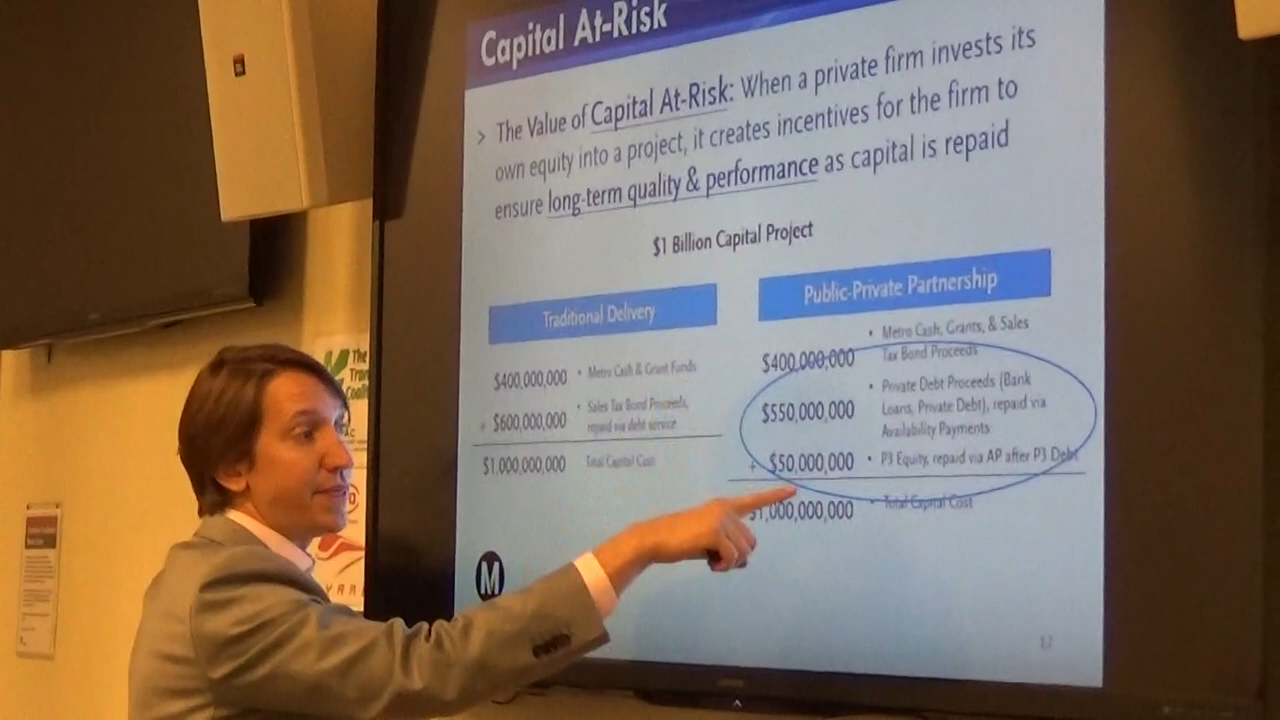 Capital At-Risk
> The Value of Capital At-Risk: When a private firm invests its
own equity into a project, it creates incentives for the firm to
ensure long-term quality & performance as capital is repaid
$1 Billion Capital Project
Traditional Delivery
$400,000,000 • Metro Cash & Grant Funds
+ $600,000,000 • Sales Tax Bond Proceeds,
repaid via debt service
$1,000,000,000 Total Capital Cost
Public-Private Partnership
$400,000,000 • Metro Cash, Grants, & Sales
Tax Bond Proceeds
$550,000,000 • Private Debt Proceeds (Bank
Loans, Private Debt), repaid via
Availability Payments
+ $50,000,000 • P3 Equity, repaid via AP after P3 Debt
$1,000,000,000 • Total Capital Cost
M
The